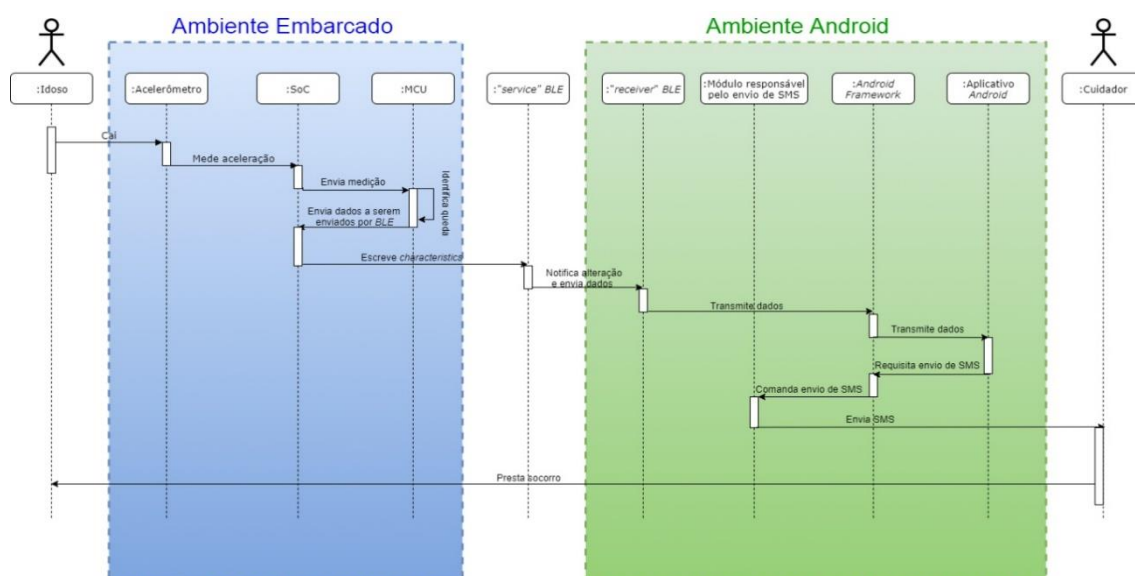 Ambiente Embarcado
Ambiente Android
:Idoso
:Acelerômetro
:SoC
:MCU
:"service" BLE
:"receiver" BLE
:Módulo responsável
pelo envio de SMS
:Android
Framework
:Aplicativo
Android
:Cuidador
Cai
Mede aceleração
Envia medição
Identifica queda
Envia dados a serem
enviados por BLE
Escreve characteristics
Notifica alteração
e envia dados
Transmite dados
Transmite dados
Requisita envio de SMS
Comanda envio de SMS
Envia SMS
Presta socorro